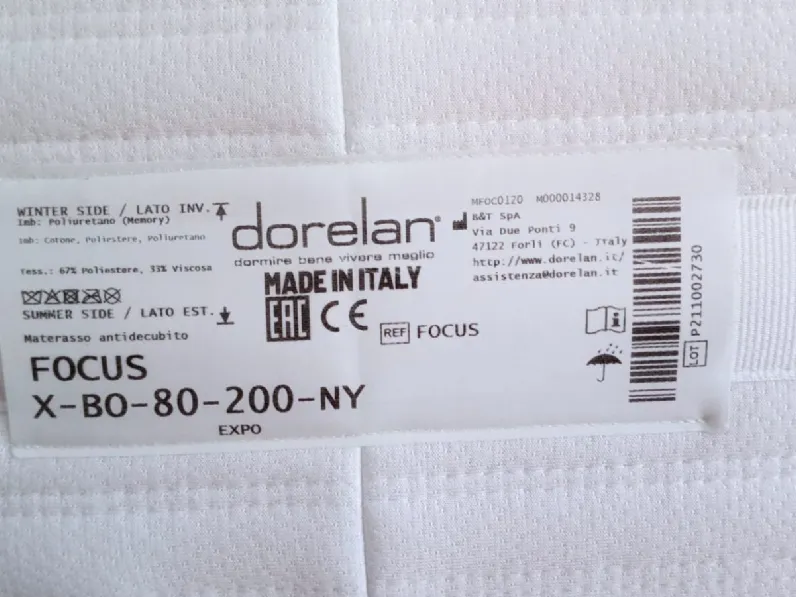 WINTER SIDE / LATO INV.
Imb: Poliuretano (Memory)
Imb: Cotone, Poliestere, Poliuretano
Tess.: 67% Poliestere, 33% Viscosa
SUMMER SIDE / LATO EST.
Materasso antidecubito
FOCUS
X-BO-80-200-NY
EXPO
dorelan®
dormire bene vivere meglio
MADE IN ITALY
EAC CE
REF FOCUS
MFOC0120 M000014328
B&T SpA
Via Due Ponti 9
47122 Forlì (FC) - Italy
http://www.dorelan.it/
assistenza@dorelan.it
LOT P211002730